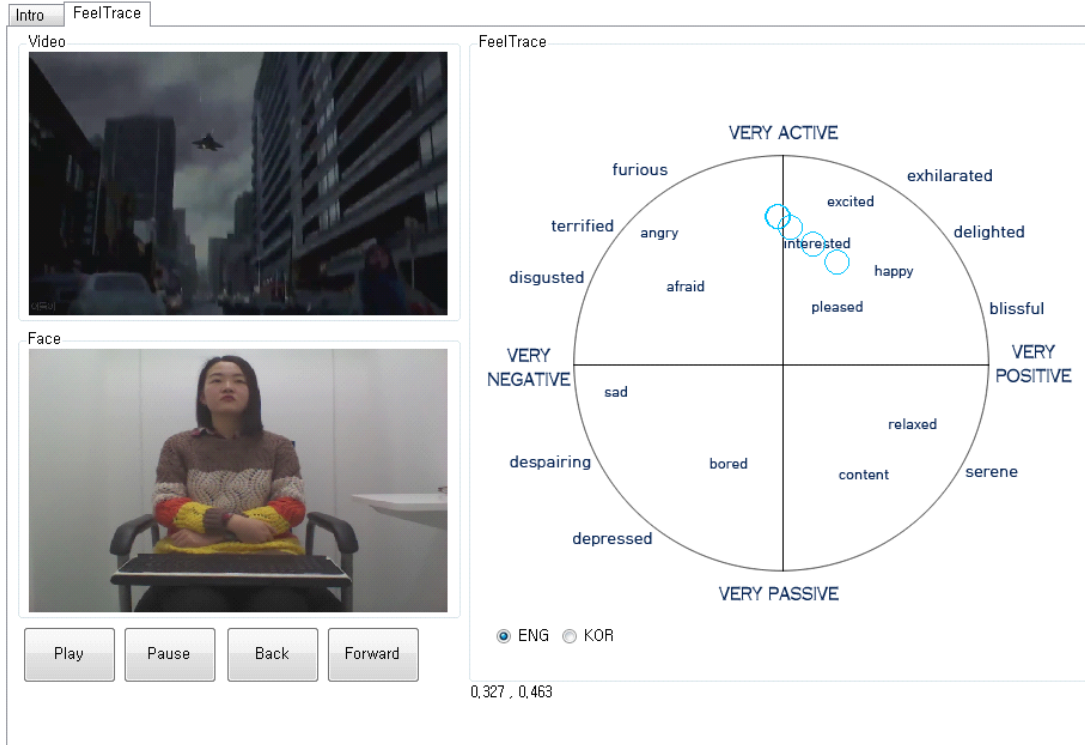 Intro
FeelTrace
Video
Face
Play
Pause
Back
Forward
FeelTrace
VERY ACTIVE
furious
exhilarated
excited
terrified
angry
interested
delighted
disgusted
afraid
happy
pleased
blissful
VERY
NEGATIVE
VERY
POSITIVE
sad
relaxed
despairing
bored
content
serene
depressed
VERY PASSIVE
ENG
KOR
0,327 , 0,463